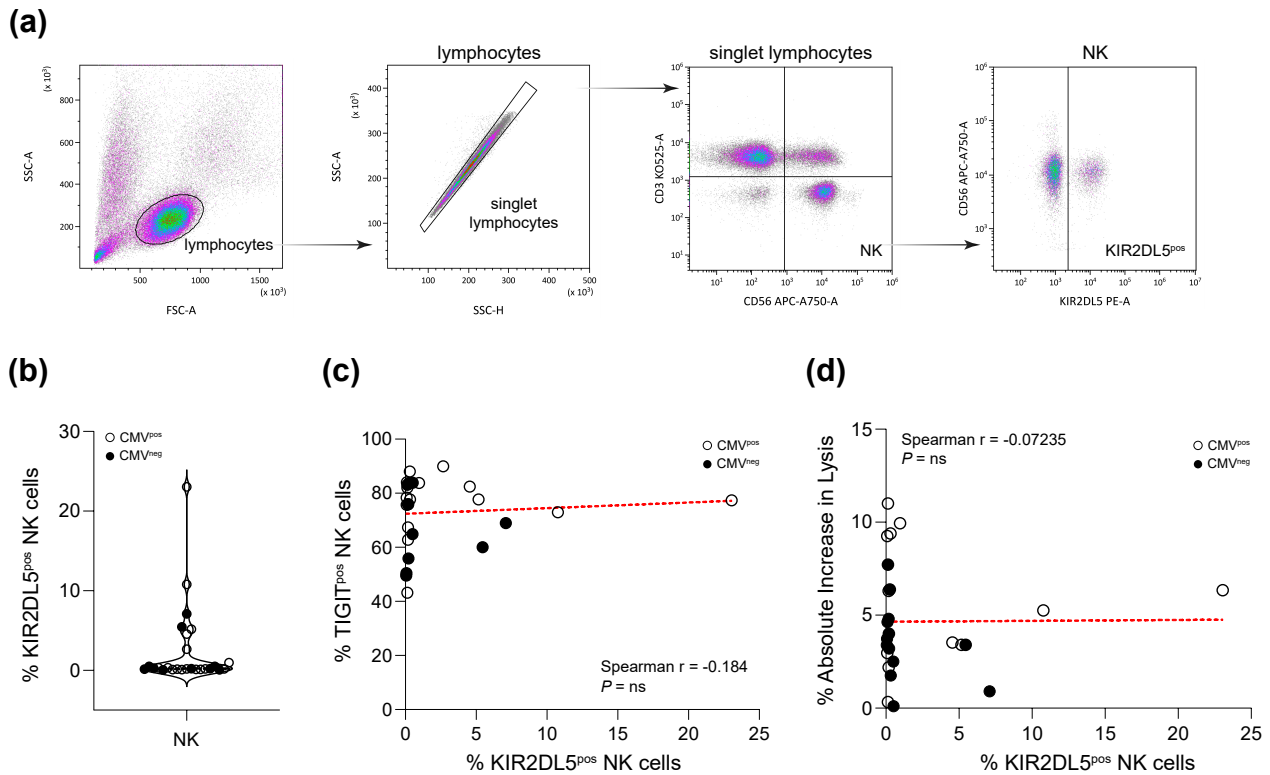 (a)
lymphocytes
singlet lymphocytes
NK
(x 10³)
800
600
400
200
SSC-A
lymphocytes
500
1000
1500
(x 10³)
FSC-A
(x 10³)
400
300
200
100
SSC-A
singlet
lymphocytes
100
200
300
400
500
(x 10³)
SSC-H
10⁶
10⁵
10⁴
10³
10²
10¹
CD3 KO525-A
NK
10¹
10²
10³
10⁴
10⁵
10⁶
CD56 APC-A750-A
10⁶
10⁵
10⁴
10³
CD56 APC-A750-A
KIR2DL5ᵖᵒˢ
10²
10³
10⁴
10⁵
10⁶
10⁷
KIR2DL5 PE-A
(b)
30
20
10
0
% KIR2DL5ᵖᵒˢ NK cells
CMVᵖᵒˢ
CMVⁿᵉᵍ
NK
(c)
100
80
60
40
20
0
% TIGITᵖᵒˢ NK cells
CMVᵖᵒˢ
CMVⁿᵉᵍ
Spearman r = -0.184
P = ns
0
5
10
15
20
25
% KIR2DL5ᵖᵒˢ NK cells
(d)
15
10
5
0
% Absolute Increase in Lysis
Spearman r = -0.07235
P = ns
CMVᵖᵒˢ
CMVⁿᵉᵍ
0
5
10
15
20
25
% KIR2DL5ᵖᵒˢ NK cells